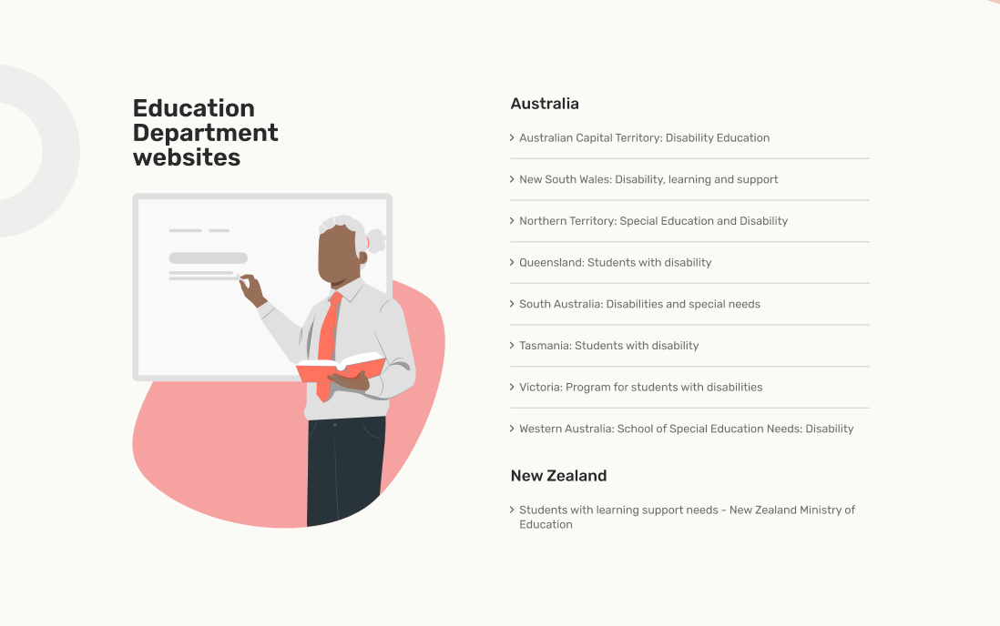 Education
Department
websites
Australia
Australian Capital Territory: Disability Education
New South Wales: Disability, learning and support
Northern Territory: Special Education and Disability
Queensland: Students with disability
South Australia: Disabilities and special needs
Tasmania: Students with disability
Victoria: Program for students with disabilities
Western Australia: School of Special Education Needs: Disability
New Zealand
Students with learning support needs - New Zealand Ministry of
Education